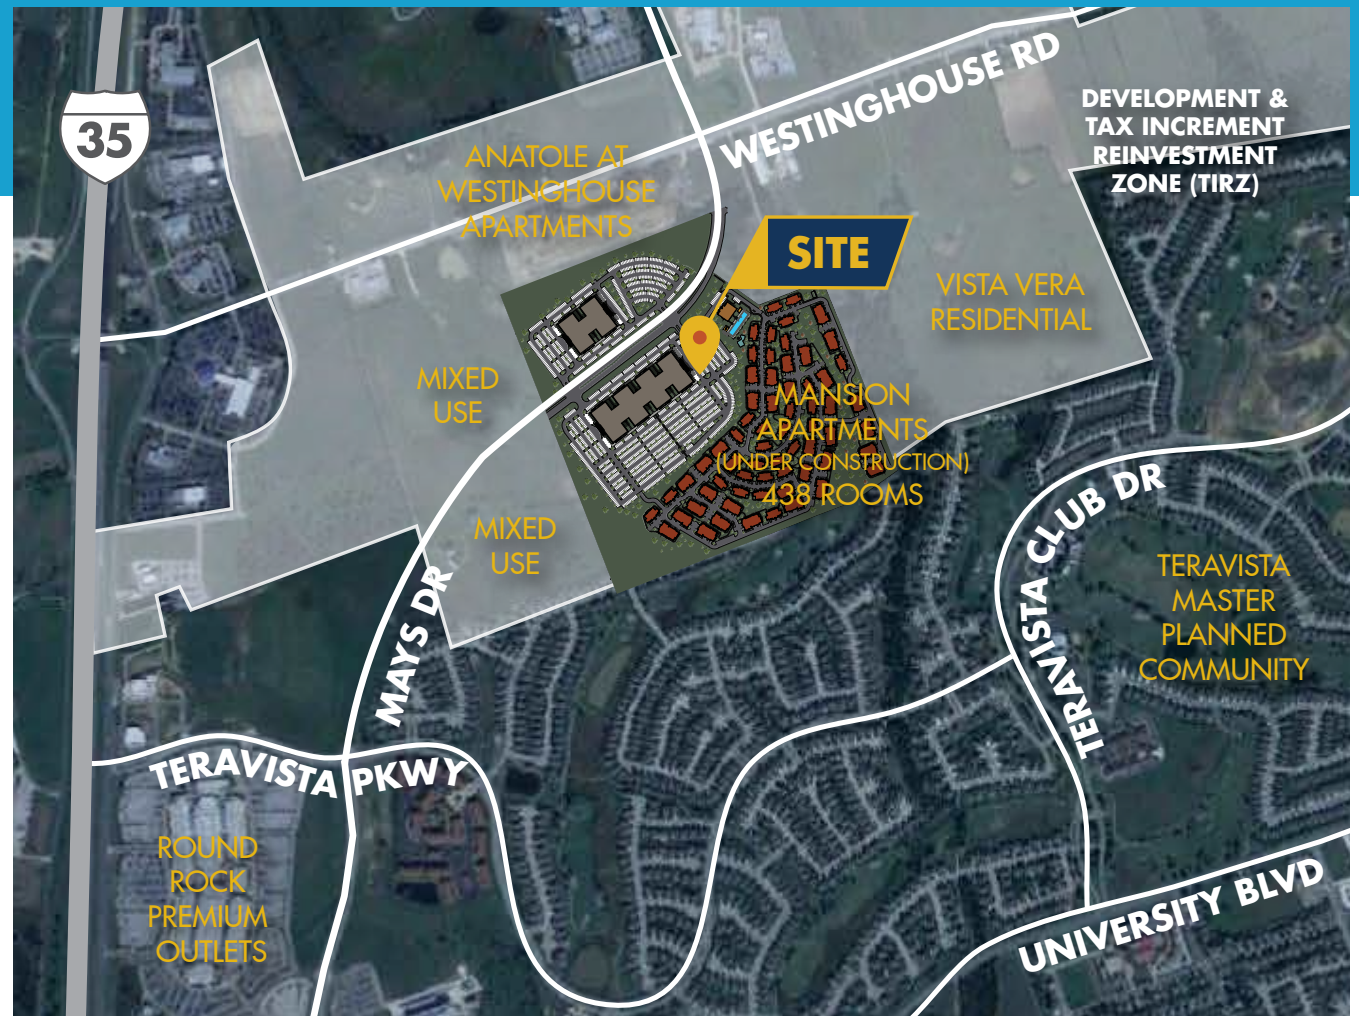 35
WESTINGHOUSE RD
DEVELOPMENT &
TAX INCREMENT
REINVESTMENT
ZONE (TIRZ)
ANATOLE AT
WESTINGHOUSE
APARTMENTS
SITE
VISTA VERA
RESIDENTIAL
MIXED
USE
MANSION
APARTMENTS
(UNDER CONSTRUCTION)
438 ROOMS
MIXED
USE
MAYS DR
TERAVISTA CLUB DR
TERAVISTA
MASTER
PLANNED
COMMUNITY
TERAVISTA PKWY
ROUND
ROCK
PREMIUM
OUTLETS
UNIVERSITY BLVD